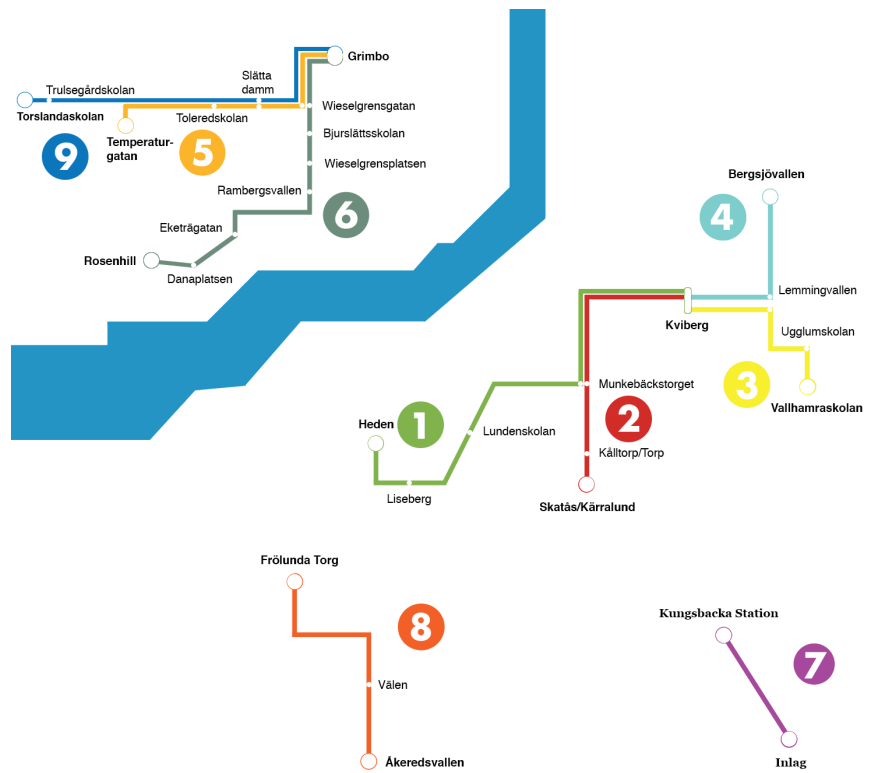 Grimbo
Slätta
damm
Trulsegårdskolan
Torslandaskolan
Toleredskolan
Wieselgrensgatan
Temperatur-
gatan
9
5
Bjurslättsskolan
Wieselgrensplatsen
Rambergsvallen
6
Eketrägatan
Rosenhill
Danaplatsen
Bergsjövallen
4
Lemmingvallen
Kviberg
Ugglumskolan
3
Vallhamraskolan
Munkebäckstorget
Heden
1
2
Lundenskolan
Kålltorp/Torp
Liseberg
Skatås/Kärralund
Frölunda Torg
8
Välen
Åkeredsvallen
Kungsbacka Station
7
Inlag